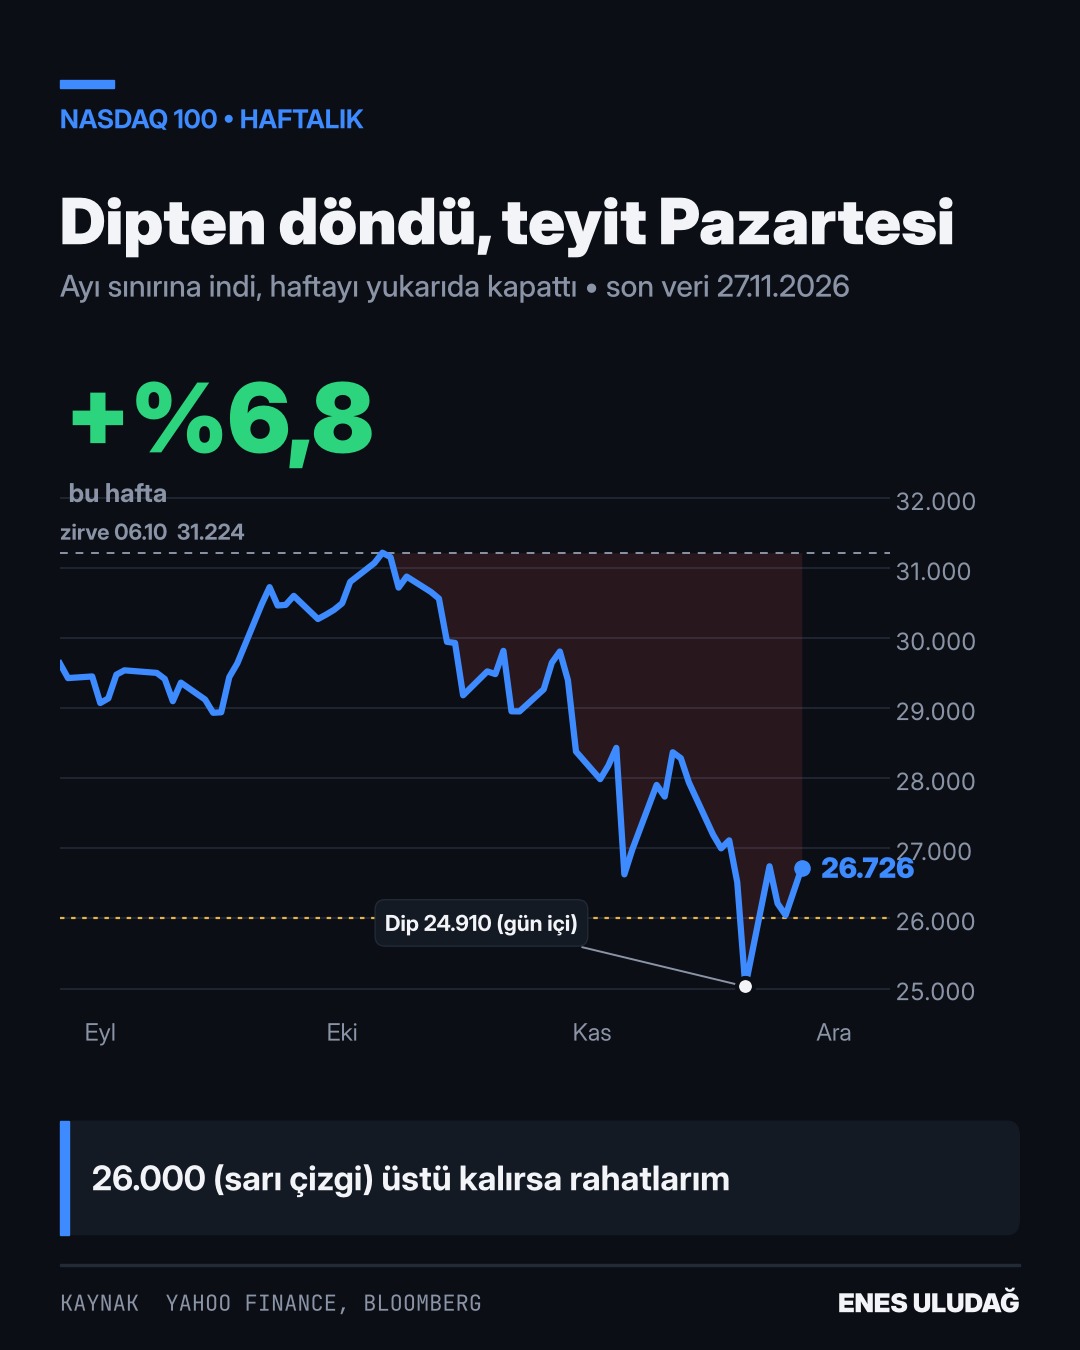 NASDAQ 100 • HAFTALIK
Dipten döndü, teyit Pazartesi
Ayı sınırına indi, haftayı yukarıda kapattı • son veri 27.11.2026
+%6,8
bu hafta
32.000
zirve 06.10 31.224
31.000
30.000
29.000
28.000
27.000
26.726
Dip 24.910 (gün içi)
26.000
25.000
Eyl Eki Kas Ara
26.000 (sarı çizgi) üstü kalırsa rahatlarım
KAYNAK YAHOO FINANCE, BLOOMBERG
ENES ULUDAĞ